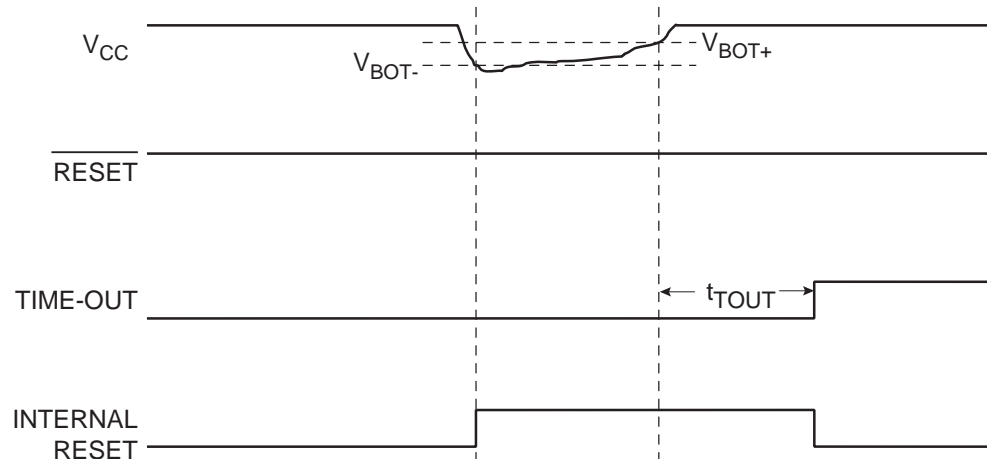 VCC
VBOT-
VBOT+
RESET
TIME-OUT
tTOUT
INTERNAL
RESET